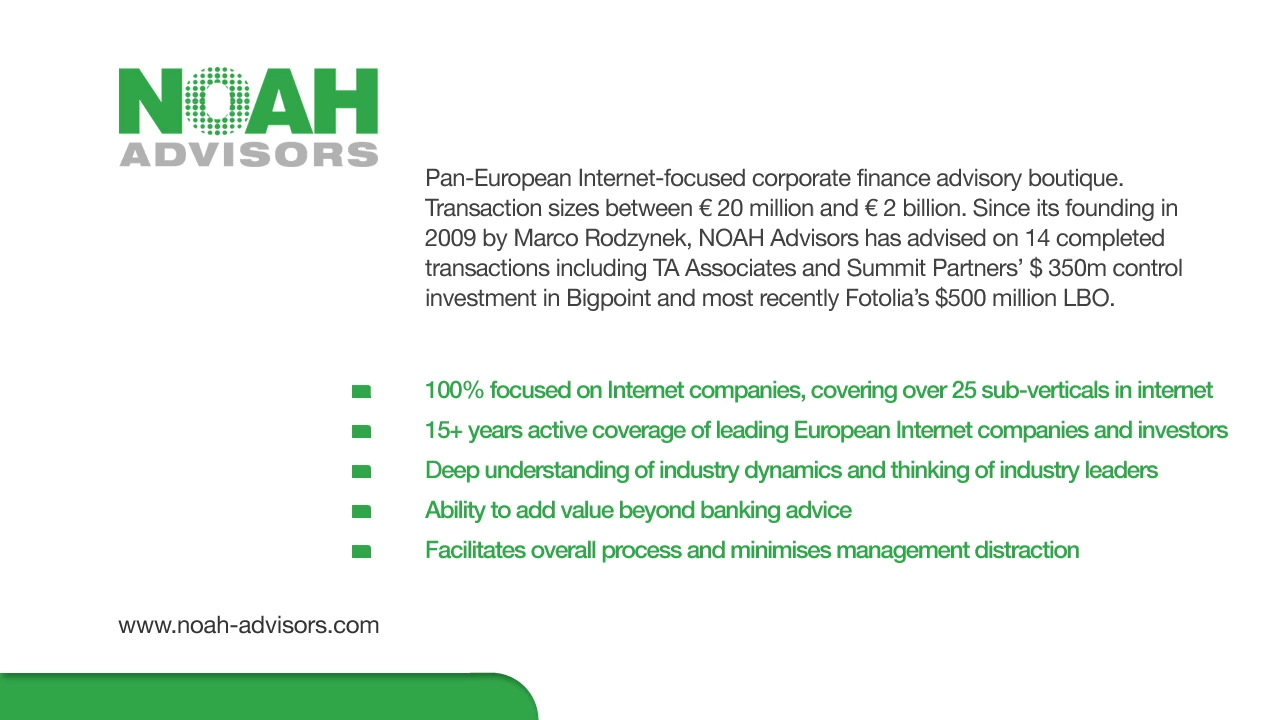 NOAH
ADVISORS
Pan-European Internet-focused corporate finance advisory boutique.
Transaction sizes between € 20 million and € 2 billion. Since its founding in
2009 by Marco Rodzynek, NOAH Advisors has advised on 14 completed
transactions including TA Associates and Summit Partners’ $ 350m control
investment in Bigpoint and most recently Fotolia’s $500 million LBO.
100% focused on Internet companies, covering over 25 sub-verticals in internet
15+ years active coverage of leading European Internet companies and investors
Deep understanding of industry dynamics and thinking of industry leaders
Ability to add value beyond banking advice
Facilitates overall process and minimises management distraction
www.noah-advisors.com